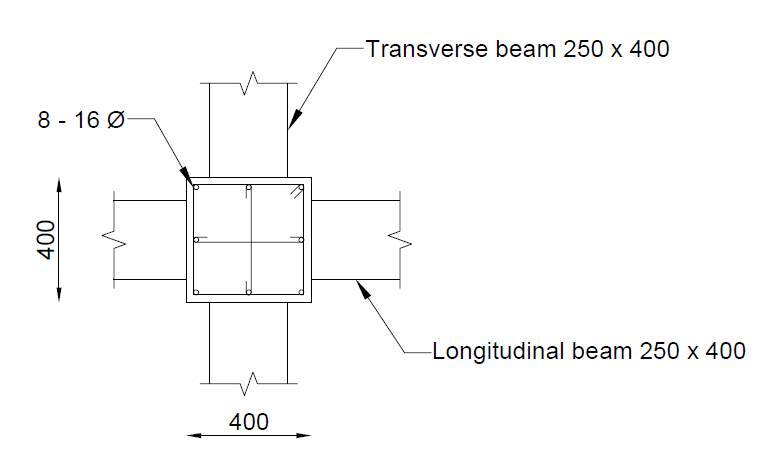 Transverse beam 250 x 400
8 - 16 Ø
400
Longitudinal beam 250 x 400
400